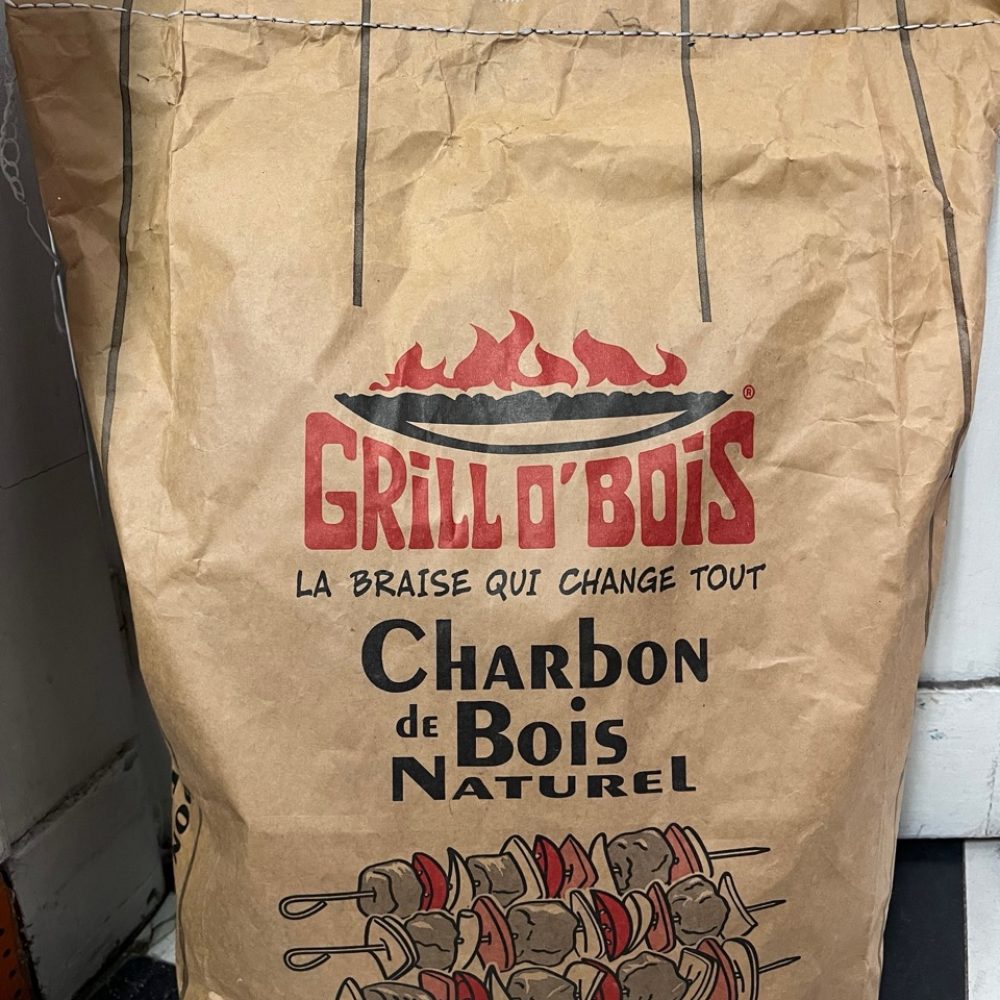 GRiLL O'BOiS®
LA BRAISE QUI CHANGE TOUT
CHARbON
de Bois
NATUREL